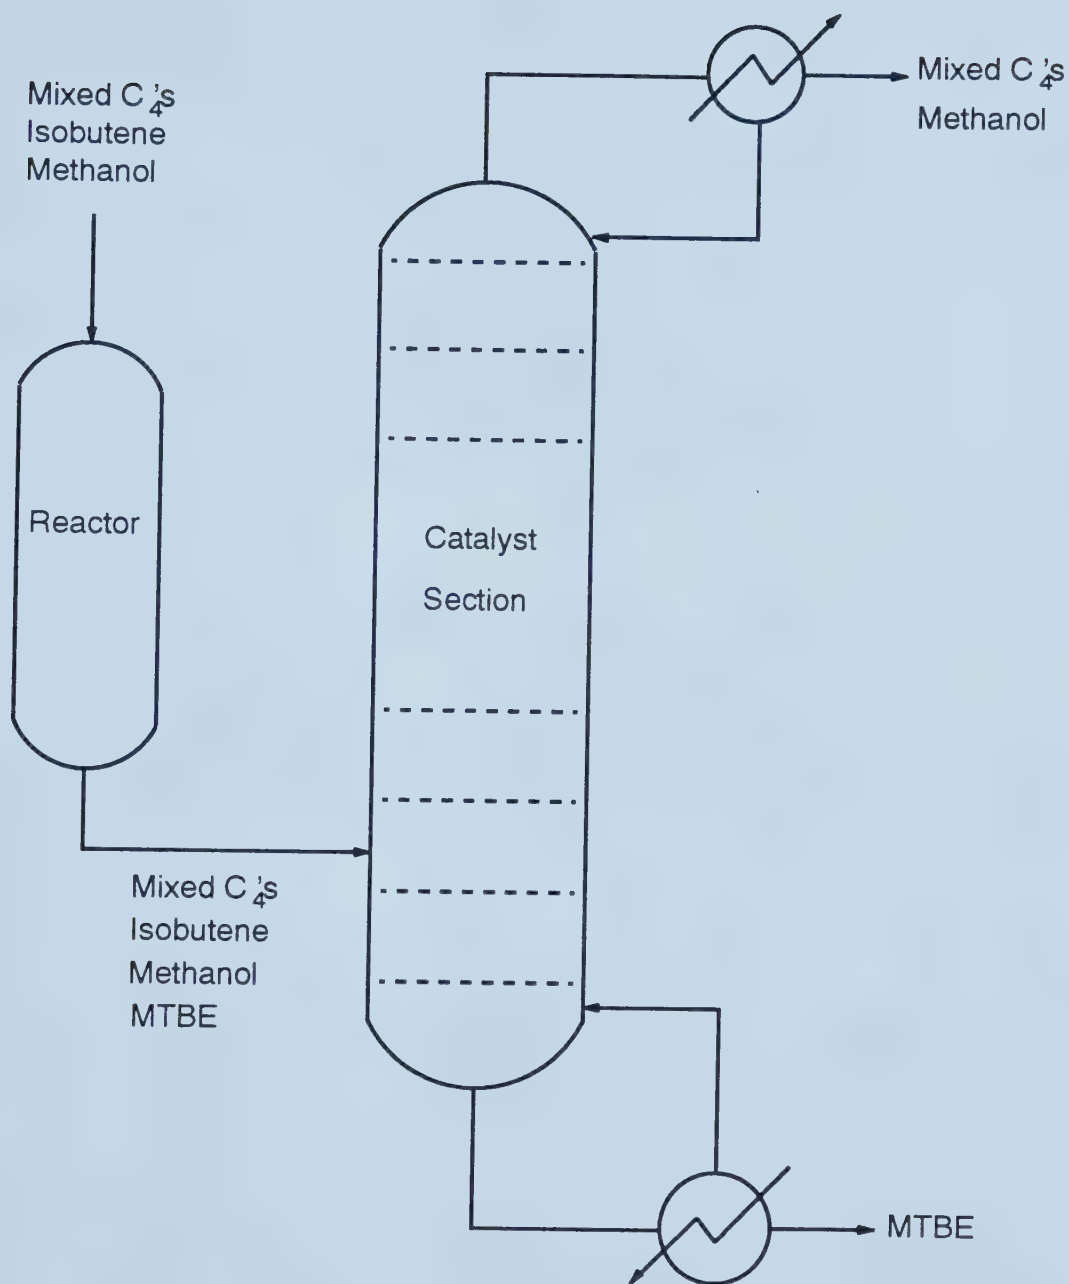 Mixed C₄'s
Isobutene
Methanol
Mixed C₄'s
Methanol
Reactor
Catalyst
Section
Mixed C₄'s
Isobutene
Methanol
MTBE
MTBE